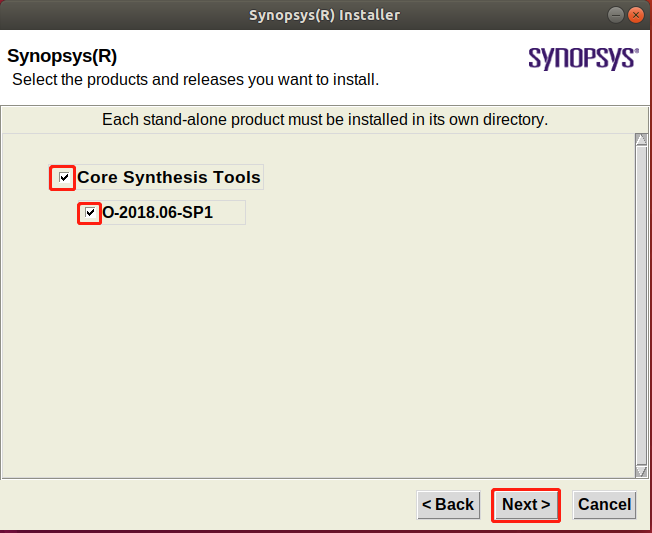 Synopsys(R) Installer
Synopsys(R)
SYNOPSYS®
Select the products and releases you want to install.
Each stand-alone product must be installed in its own directory.
Core Synthesis Tools
O-2018.06-SP1
< Back
Next >
Cancel